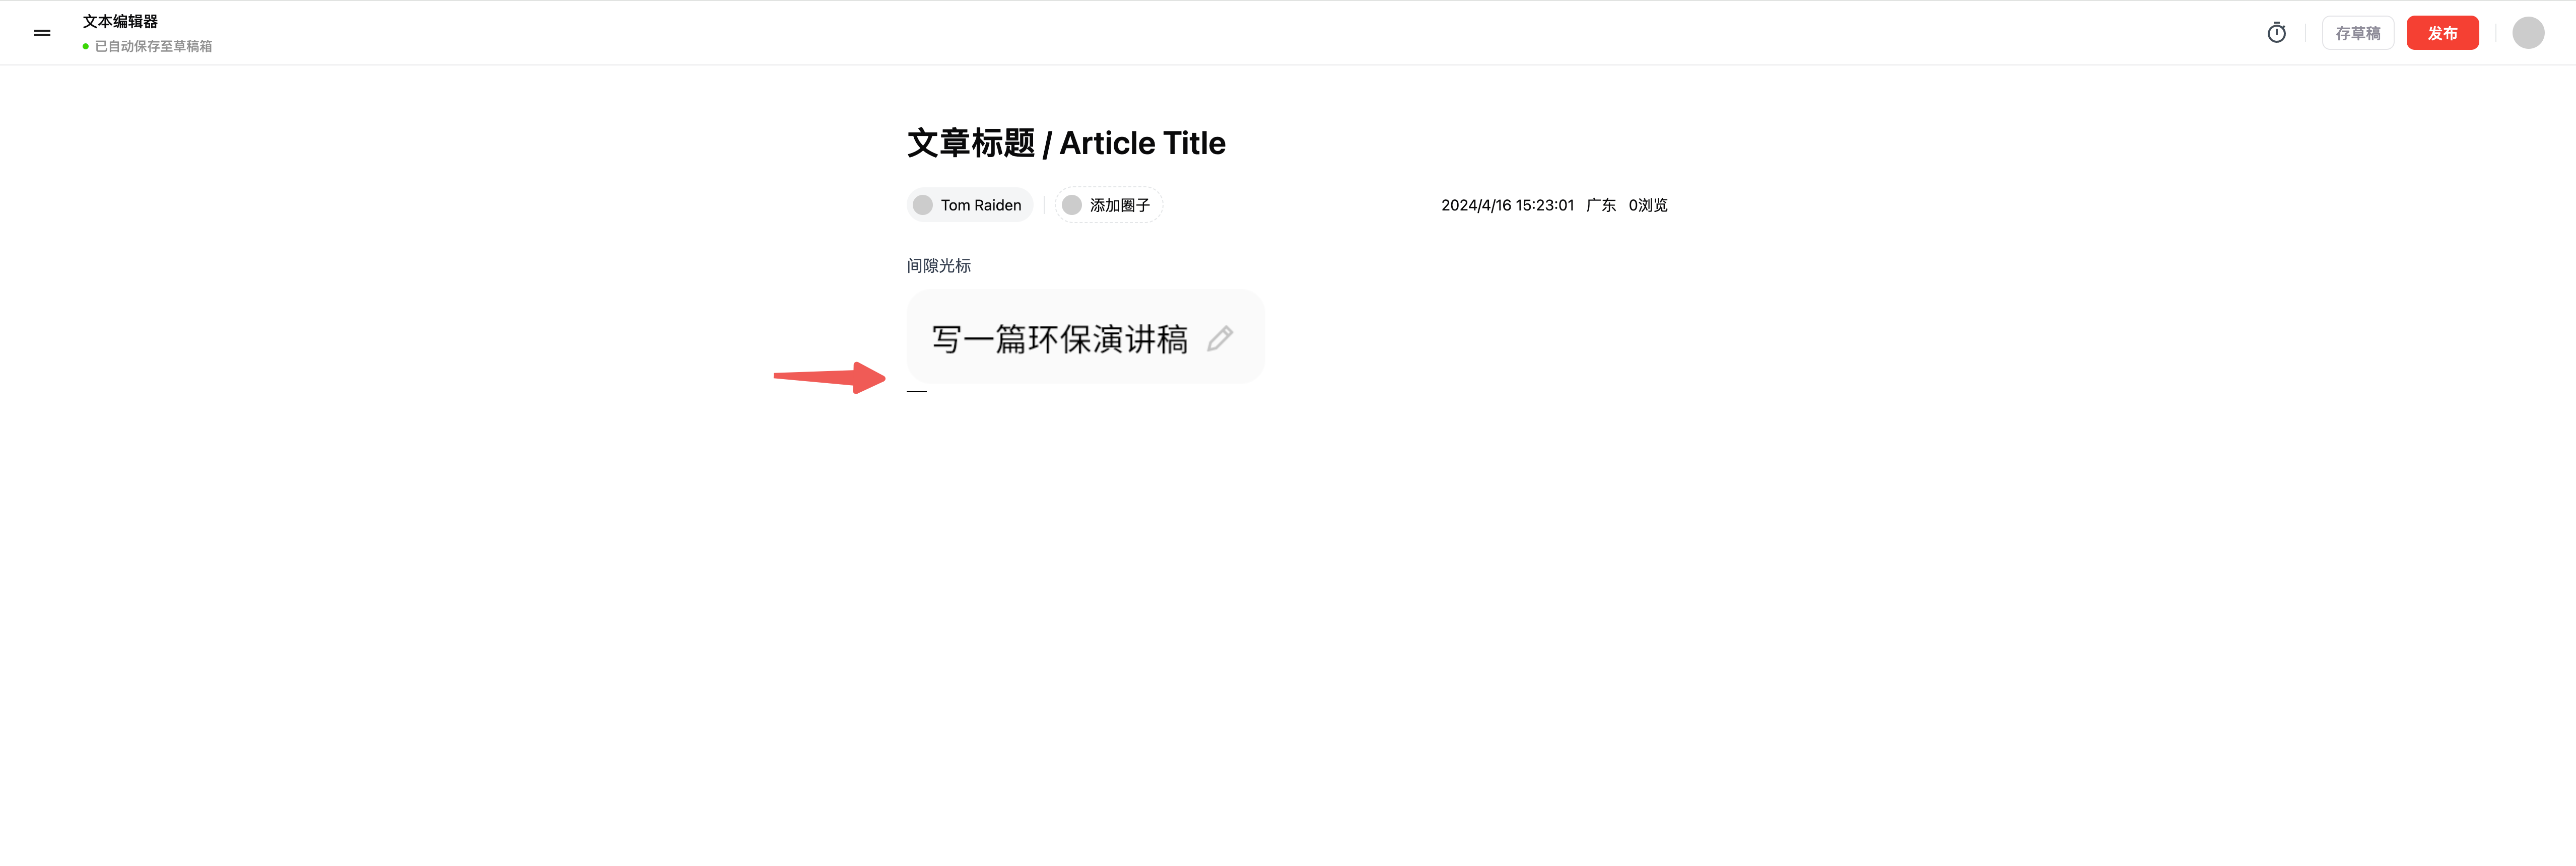 文本编辑器
已自动保存至草稿箱
存草稿
发布
文章标题 / Article Title
Tom Raiden
添加圈子
2024/4/16 15:23:01 广东 0浏览
间隙光标
写一篇环保演讲稿